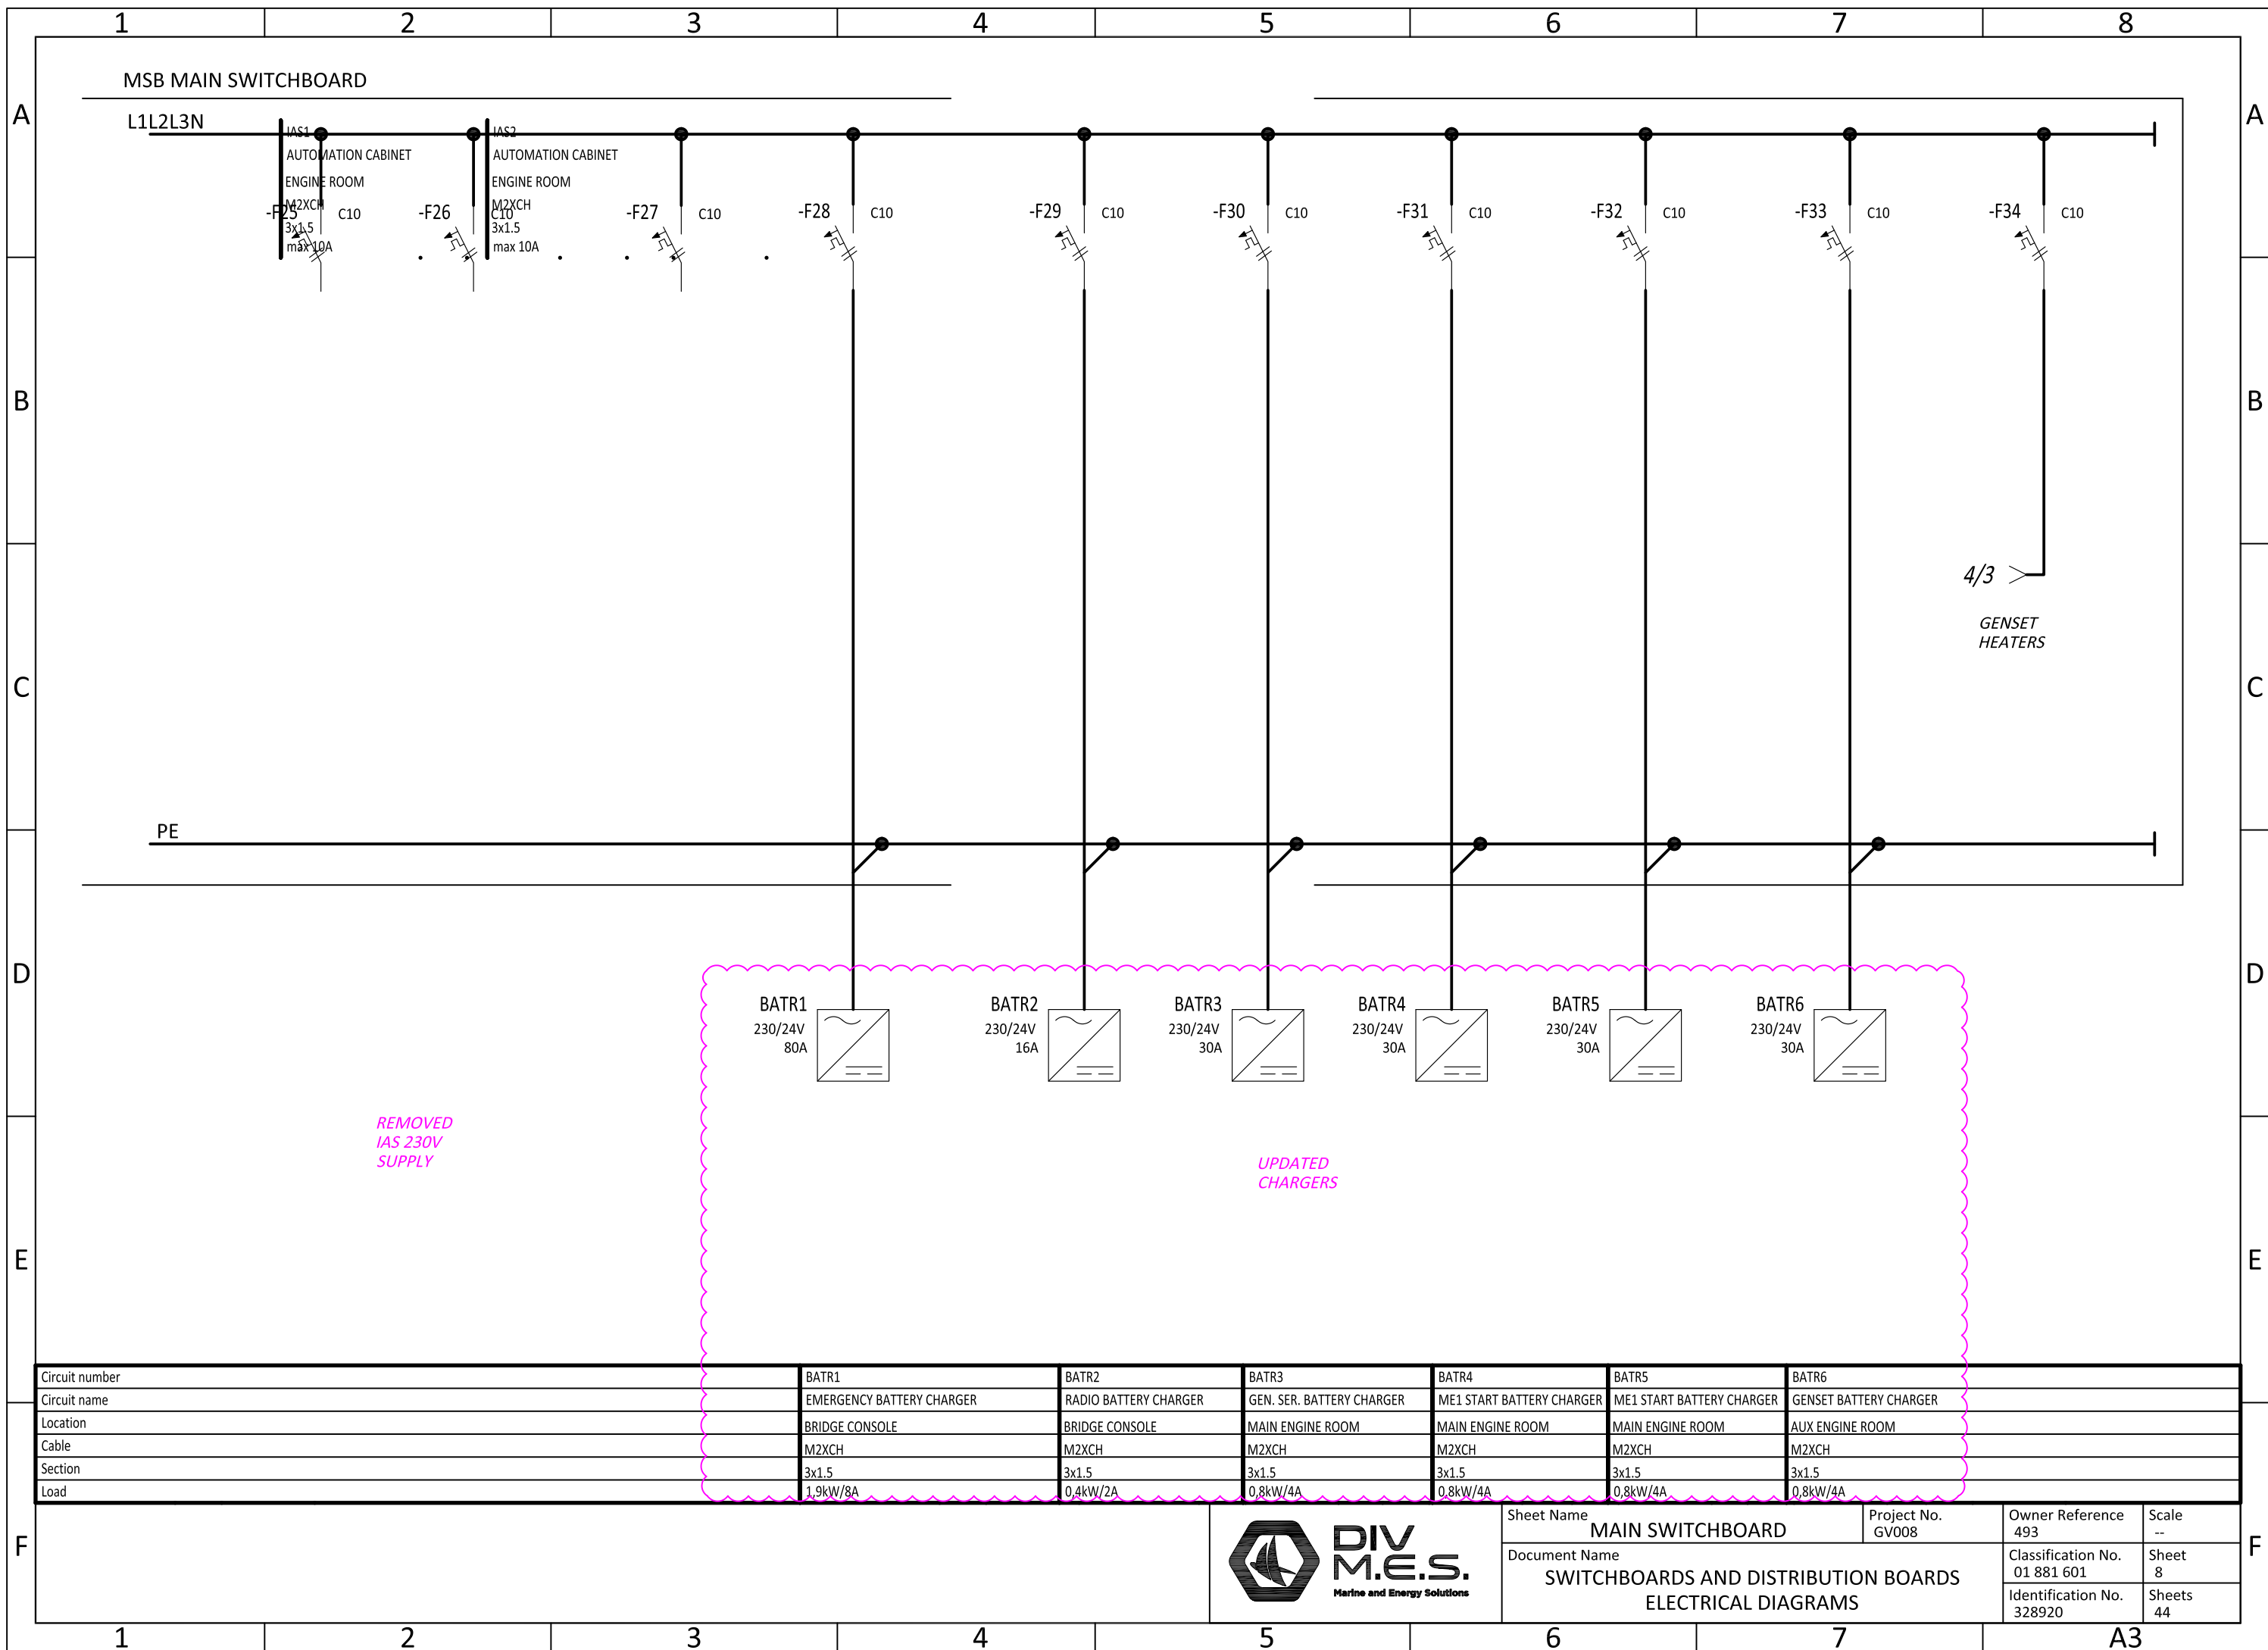 1 2 3 4 5 6 7 8
MSB MAIN SWITCHBOARD
A A
L1L2L3N
IAS1
AUTOMATION CABINET
ENGINE ROOM
M2XCH
3x1.5
max 10A
IAS2
AUTOMATION CABINET
ENGINE ROOM
M2XCH
3x1.5
max 10A
-F25 C10
-F26 C10
-F27 C10
-F28 C10
-F29 C10
-F30 C10
-F31 C10
-F32 C10
-F33 C10
-F34 C10
B B
4/3
GENSET
HEATERS
C C
PE
D D
BATR1
230/24V
80A
BATR2
230/24V
16A
BATR3
230/24V
30A
BATR4
230/24V
30A
BATR5
230/24V
30A
BATR6
230/24V
30A
REMOVED
IAS 230V
SUPPLY
UPDATED
CHARGERS
E E
Circuit number BATR1 BATR2 BATR3 BATR4 BATR5 BATR6
Circuit name EMERGENCY BATTERY CHARGER RADIO BATTERY CHARGER GEN. SER. BATTERY CHARGER ME1 START BATTERY CHARGER ME1 START BATTERY CHARGER GENSET BATTERY CHARGER
Location BRIDGE CONSOLE BRIDGE CONSOLE MAIN ENGINE ROOM MAIN ENGINE ROOM MAIN ENGINE ROOM AUX ENGINE ROOM
Cable M2XCH M2XCH M2XCH M2XCH M2XCH M2XCH
Section 3x1.5 3x1.5 3x1.5 3x1.5 3x1.5 3x1.5
Load 1,9kW/8A 0,4kW/2A 0,8kW/4A 0,8kW/4A 0,8kW/4A 0,8kW/4A
F F
DIV
M.E.S.
Marine and Energy Solutions
Sheet Name
MAIN SWITCHBOARD
Project No.
GV008
Owner Reference
493
Scale
--
Document Name
SWITCHBOARDS AND DISTRIBUTION BOARDS
ELECTRICAL DIAGRAMS
Classification No.
01 881 601
Sheet
8
Identification No.
328920
Sheets
44
1 2 3 4 5 6 7 A3